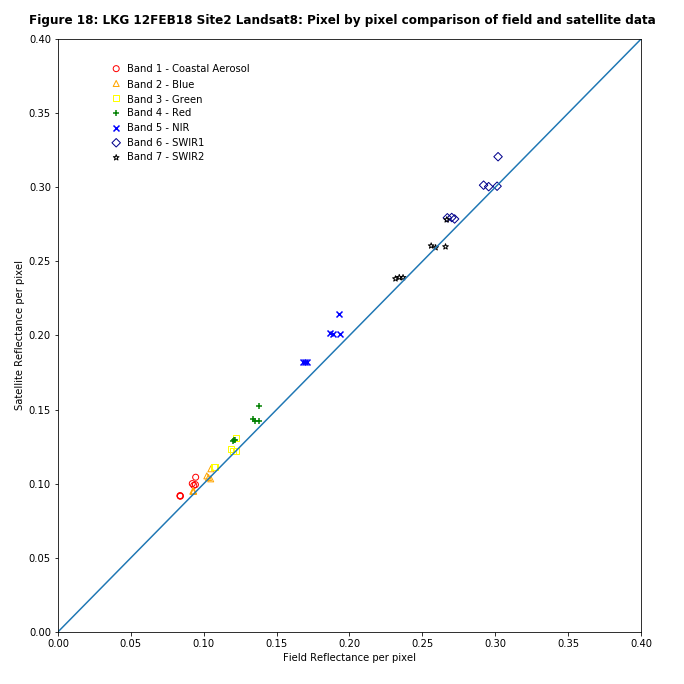 Figure 18: LKG 12FEB18 Site2 Landsat8: Pixel by pixel comparison of field and satellite data
0.40
Band 1 - Coastal Aerosol
Band 2 - Blue
Band 3 - Green
Band 4 - Red
Band 5 - NIR
Band 6 - SWIR1
Band 7 - SWIR2
0.35
0.30
0.25
0.20
0.15
0.10
0.05
0.00
Satellite Reflectance per pixel
0.00 0.05 0.10 0.15 0.20 0.25 0.30 0.35 0.40
Field Reflectance per pixel